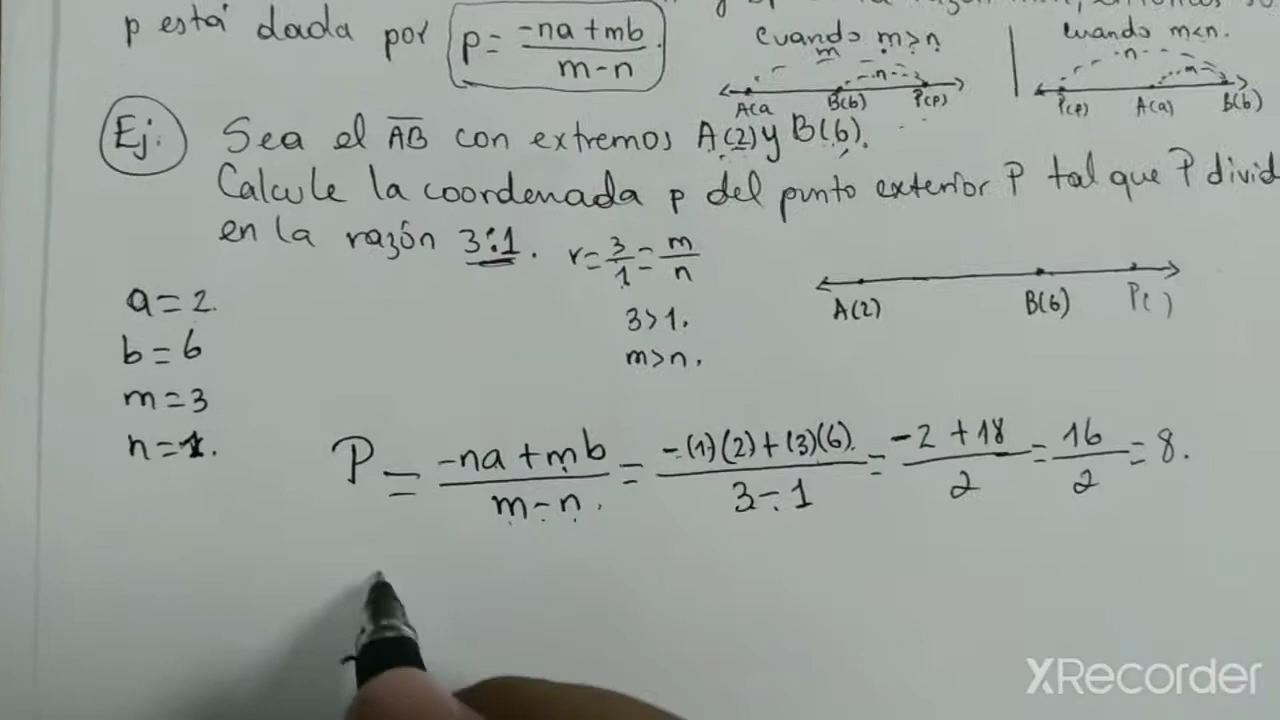 y
p está dada por p = -na+mb / m-n
cuando m>n
m
n
A(a B(b) P(p)
cuando m<n.
n
m
P(p) A(a) B(b)
Ej: Sea el AB con extremos A(2) y B(6).
Calcule la coordenada p del punto exterior P tal que P divid
en la razón 3:1. r = 3/1 = m/n
3>1.
m>n.
A(2) B(6) P( )
a = 2.
b = 6
m = 3
n = 1.
P = -na+mb / m-n = -(1)(2)+(3)(6) / 3-1 = -2+18 / 2 = 16/2 = 8.
XRecorder